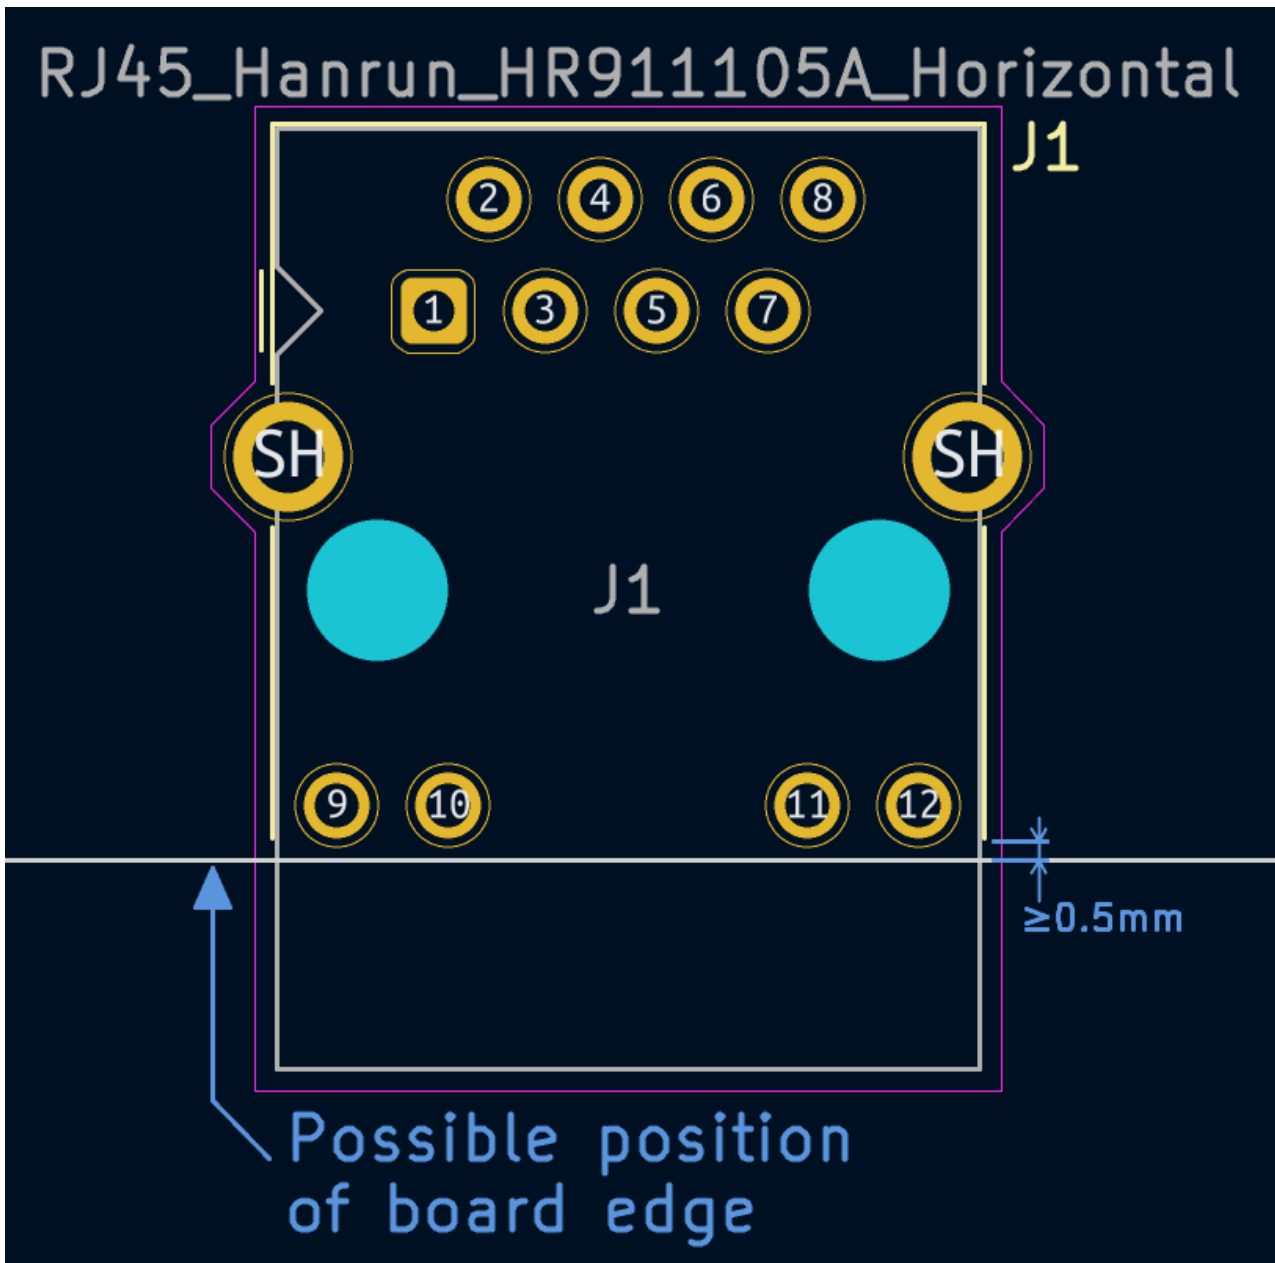 RJ45_Hanrun_HR911105A_Horizontal
J1
2 4 6 8
1 3 5 7
SH SH
J1
9 10 11 12
≥0.5mm
Possible position
of board edge